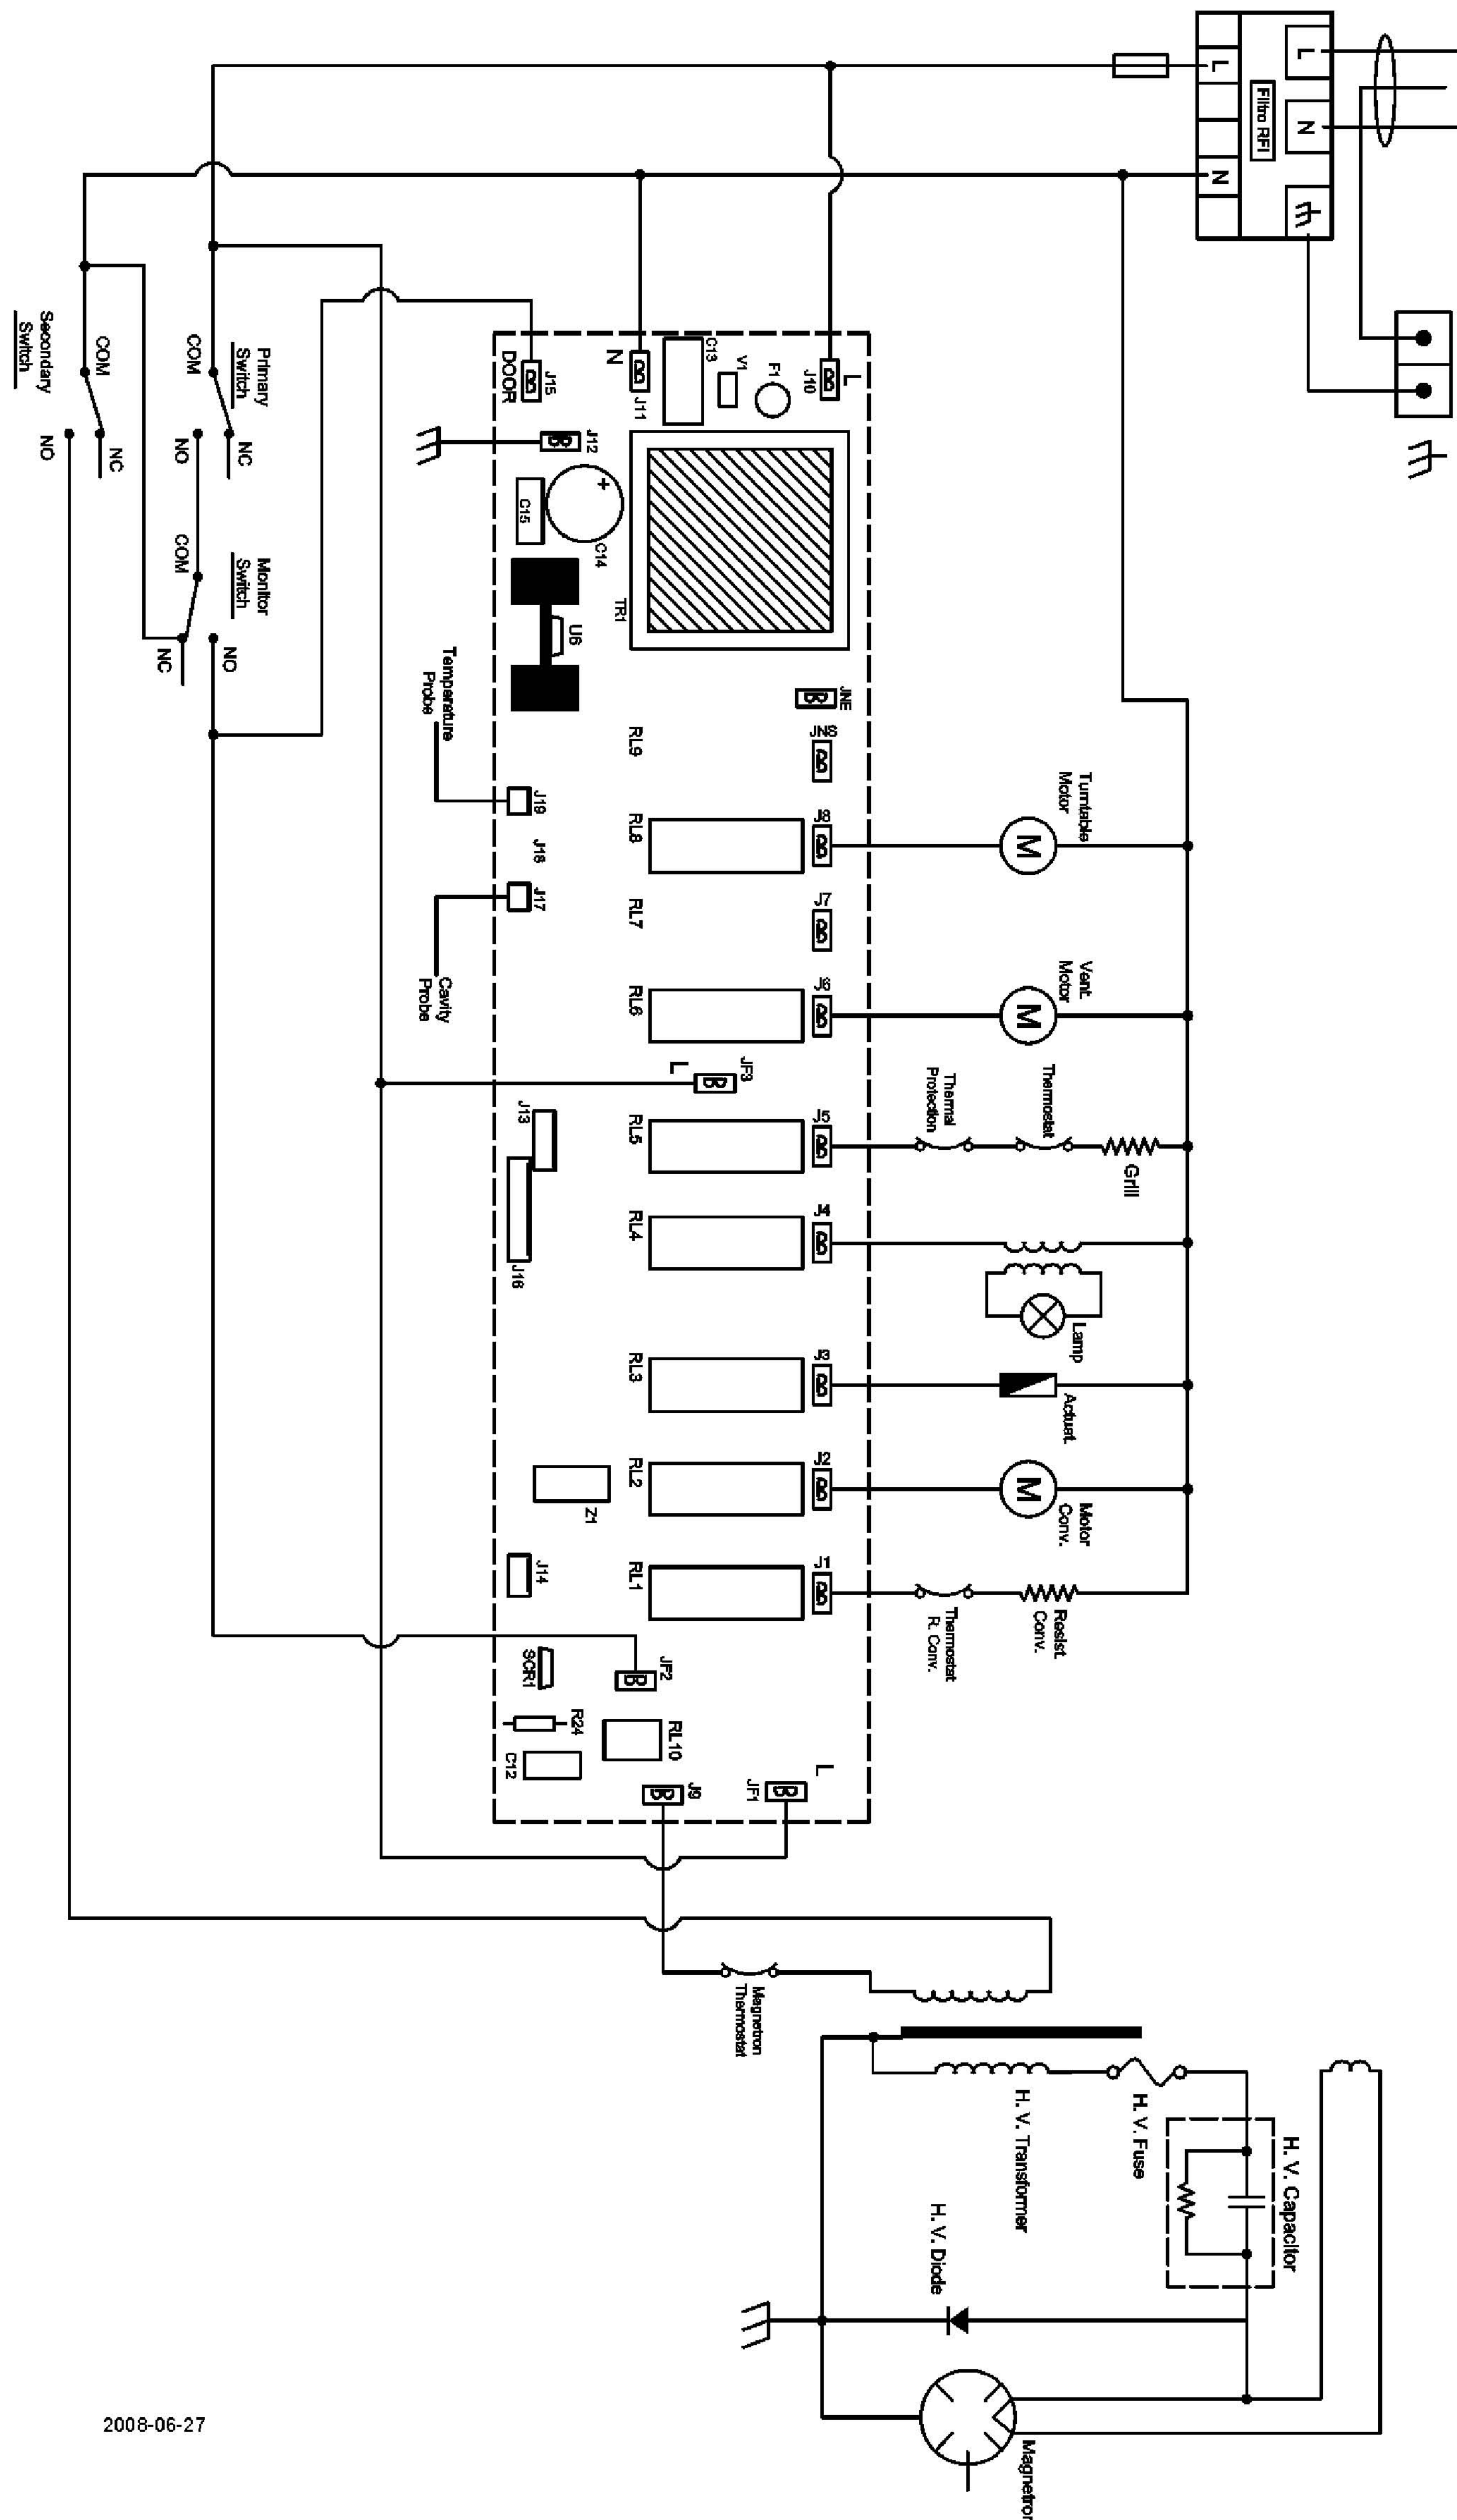 L
N
Filtro RFI
L
N
Secondary
Switch
COM
NO
NC
Primary
Switch
COM
NO
NC
Monitor
Switch
COM
NC
NO
DOOR
J15
N
J11
C13
V1
F1
J10
L
J12
C15
C14
+
TR1
U6
Temperature
Probe
J19
J18
J17
Cavity
Probe
JNE
RL9
RL8
J8
Turntable
Motor
M
RL7
J7
RL6
J6
Vent.
Motor
M
L
JF3
J13
J16
RL5
J5
Thermal
Protection
Thermostat
Grill
RL4
J4
Lamp
RL3
J3
Actuat.
RL2
J2
M
Motor
Conv.
Z1
J14
RL1
J1
Thermostat
R. Conv.
Resist.
Conv.
SCR1
JF2
R24
C12
RL10
J9
JF1
L
Magnetron
Thermostat
H. V. Transformer
H. V. Fuse
H. V. Capacitor
H. V. Diode
Magnetron
2008-06-27